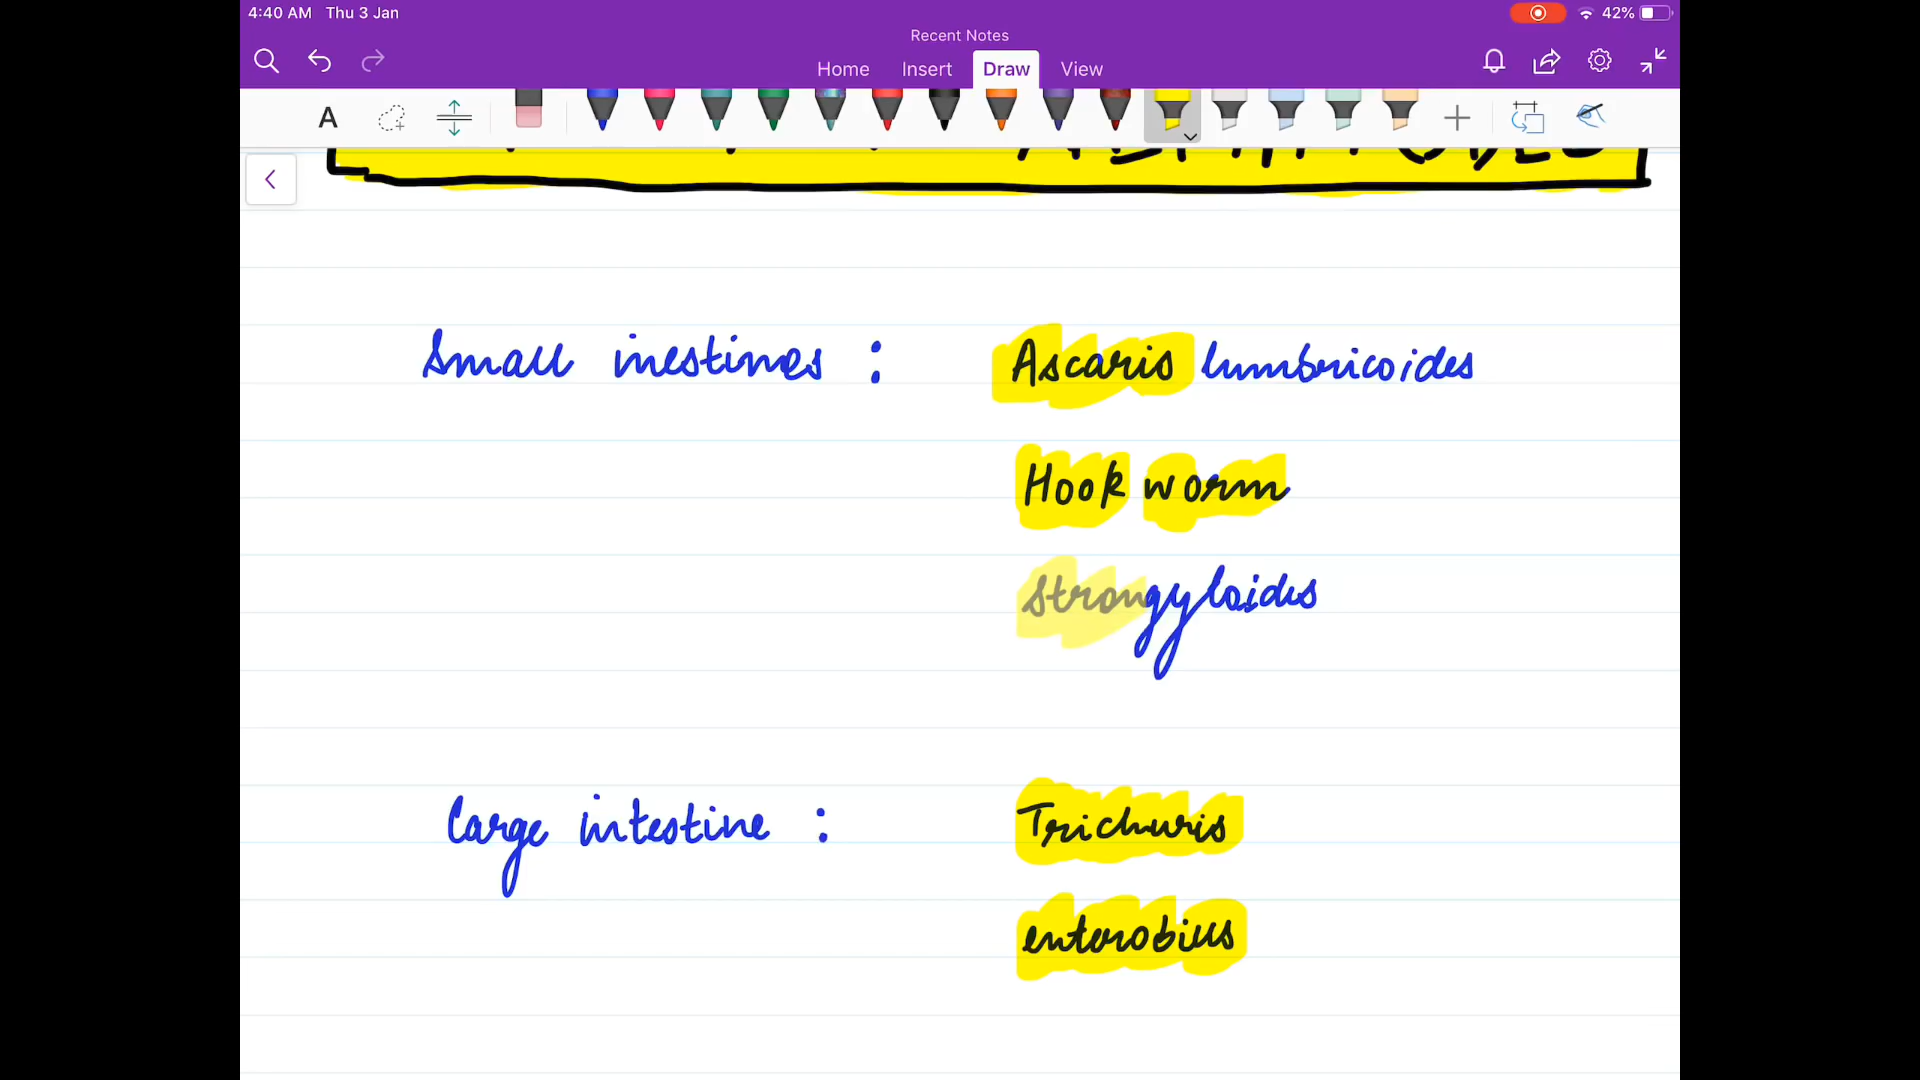 4:40 AM Thu 3 Jan 42%
Recent Notes
Home Insert Draw View
A
Small inestines : Ascaris lumbricoides
Hook worm
Strongyloides
Large intestine : Trichuris
enterobius